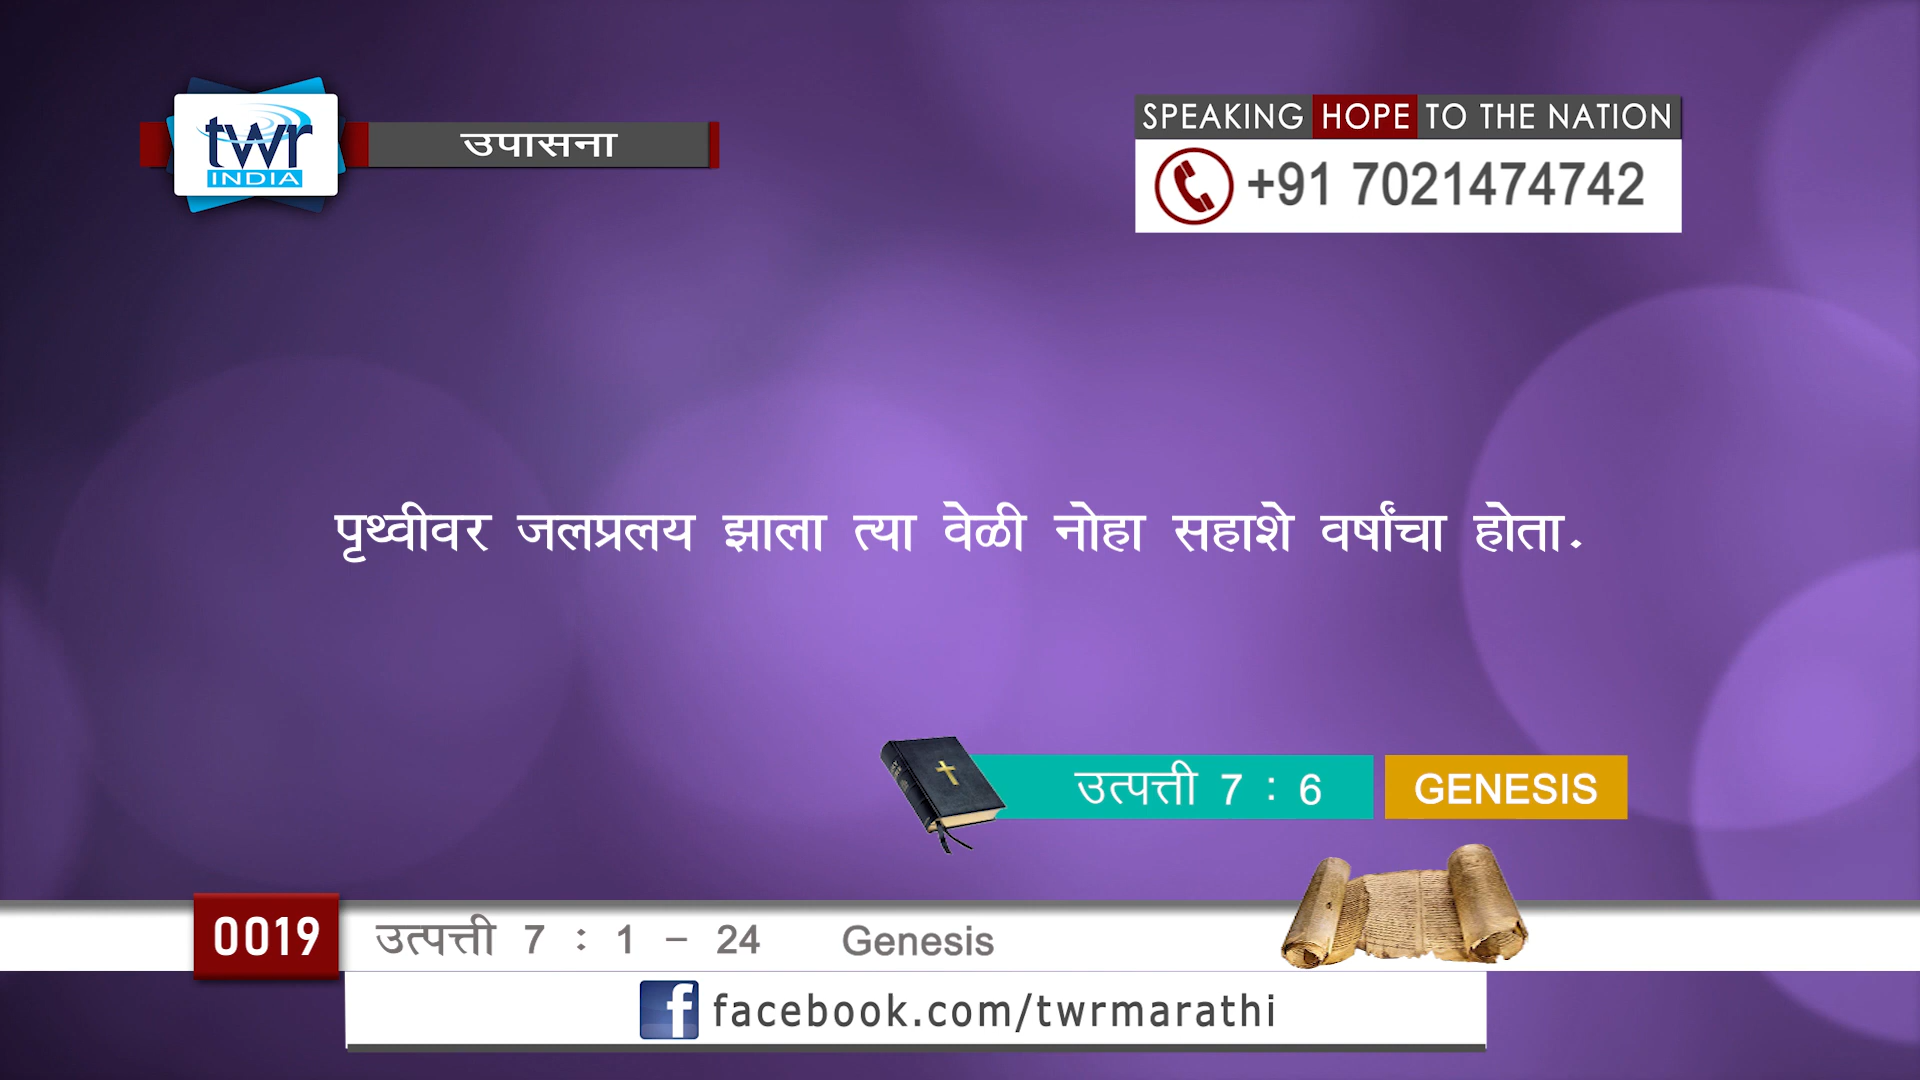 twr
INDIA
उपासना
SPEAKING HOPE TO THE NATION
+91 7021474742
पृथ्वीवर जलप्रलय झाला त्या वेळी नोहा सहाशे वर्षांचा होता.
उत्पत्ती 7 : 6
GENESIS
0019
उत्पत्ती 7 : 1 - 24 Genesis
facebook.com/twrmarathi